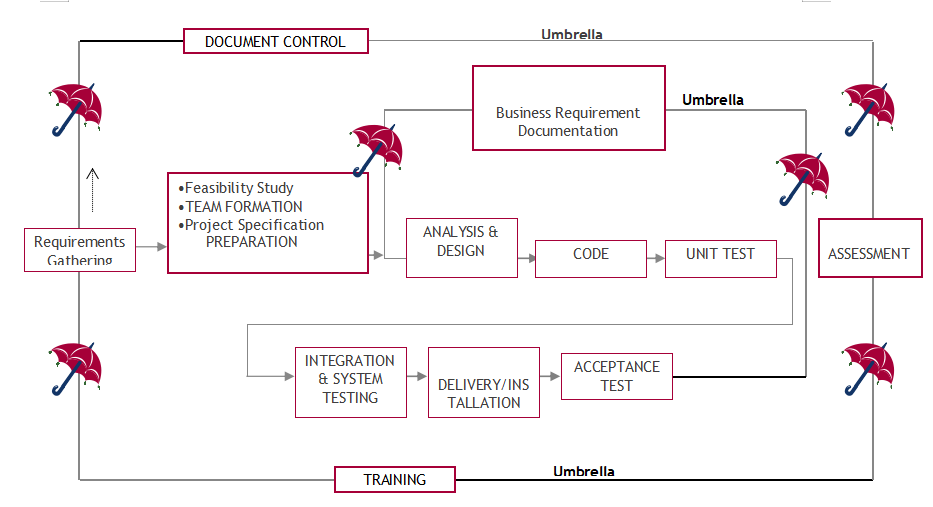 DOCUMENT CONTROL
Umbrella
Business Requirement
Documentation
Umbrella
•Feasibility Study
•TEAM FORMATION
•Project Specification
PREPARATION
Requirements
Gathering
ANALYSIS &
DESIGN
CODE
UNIT TEST
ASSESSMENT
INTEGRATION
& SYSTEM
TESTING
DELIVERY/INS
TALLATION
ACCEPTANCE
TEST
TRAINING
Umbrella